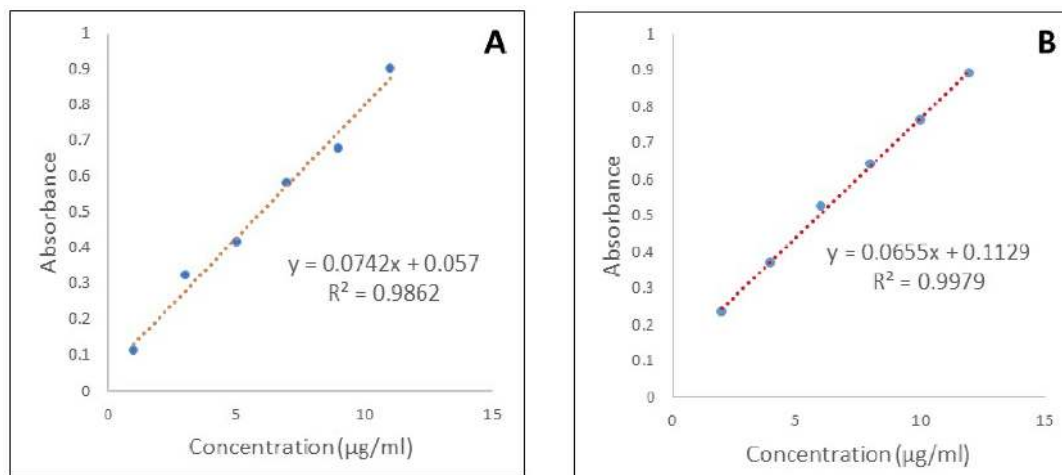 A
1
0.9
0.8
0.7
0.6
0.5
0.4
0.3
0.2
0.1
0
Absorbance
y = 0.0742x + 0.057
R² = 0.9862
0 5 10 15
Concentration (µg/ml)
B
1
0.9
0.8
0.7
0.6
0.5
0.4
0.3
0.2
0.1
0
Absorbance
y = 0.0655x + 0.1129
R² = 0.9979
0 5 10 15
Concentration (µg/ml)